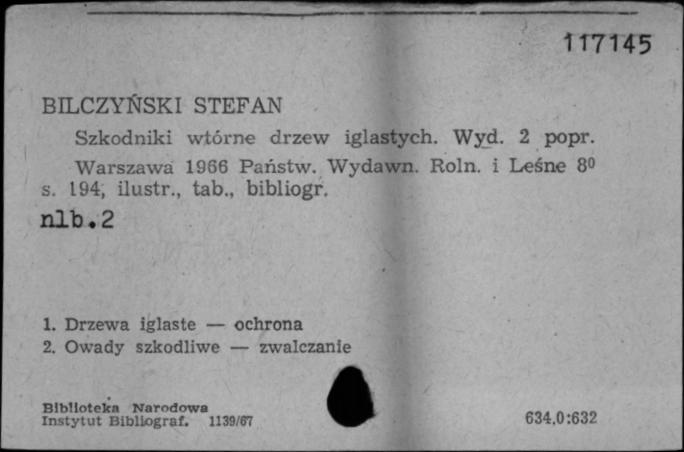 117145
BILCZYŃSKI STEFAN
Szkodniki wtórne drzew iglastych. Wyd. 2 popr.
Warszawa 1966 Państw. Wydawn. Roln. i Leśne 8⁰
s. 194, ilustr., tab., bibliogr.
nlb.2
1. Drzewa iglaste — ochrona
2. Owady szkodliwe — zwalczanie
Biblioteka Narodowa
Instytut Bibliograf. 1139/67
634.0:632